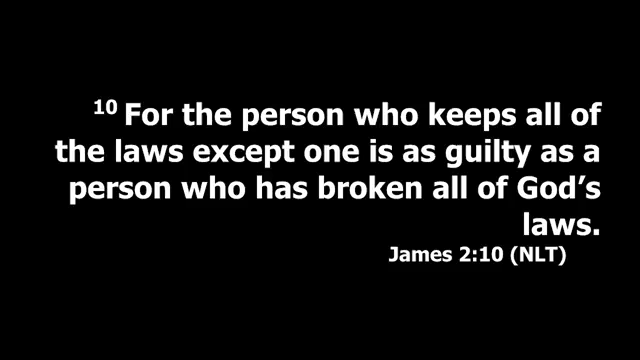 10 For the person who keeps all of
the laws except one is as guilty as a
person who has broken all of God’s
laws.
James 2:10 (NLT)